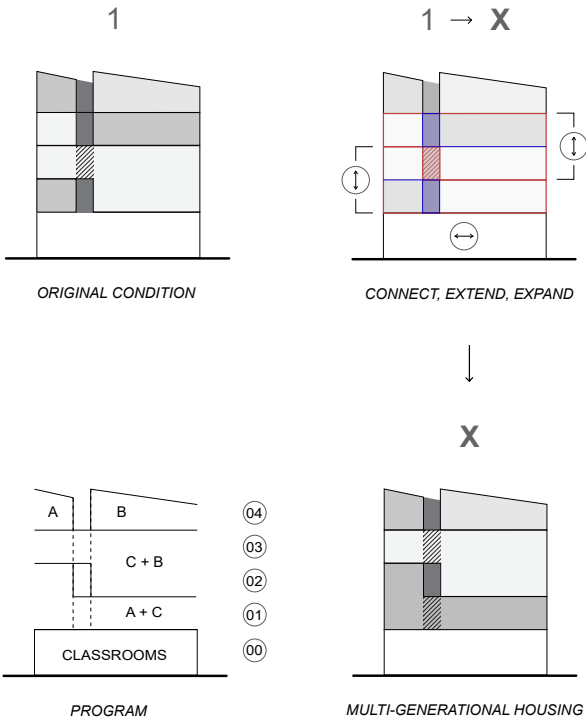 1
1 → X
ORIGINAL CONDITION
CONNECT, EXTEND, EXPAND
X
A
B
04
03
C + B
02
A + C
01
CLASSROOMS
00
PROGRAM
MULTI-GENERATIONAL HOUSING